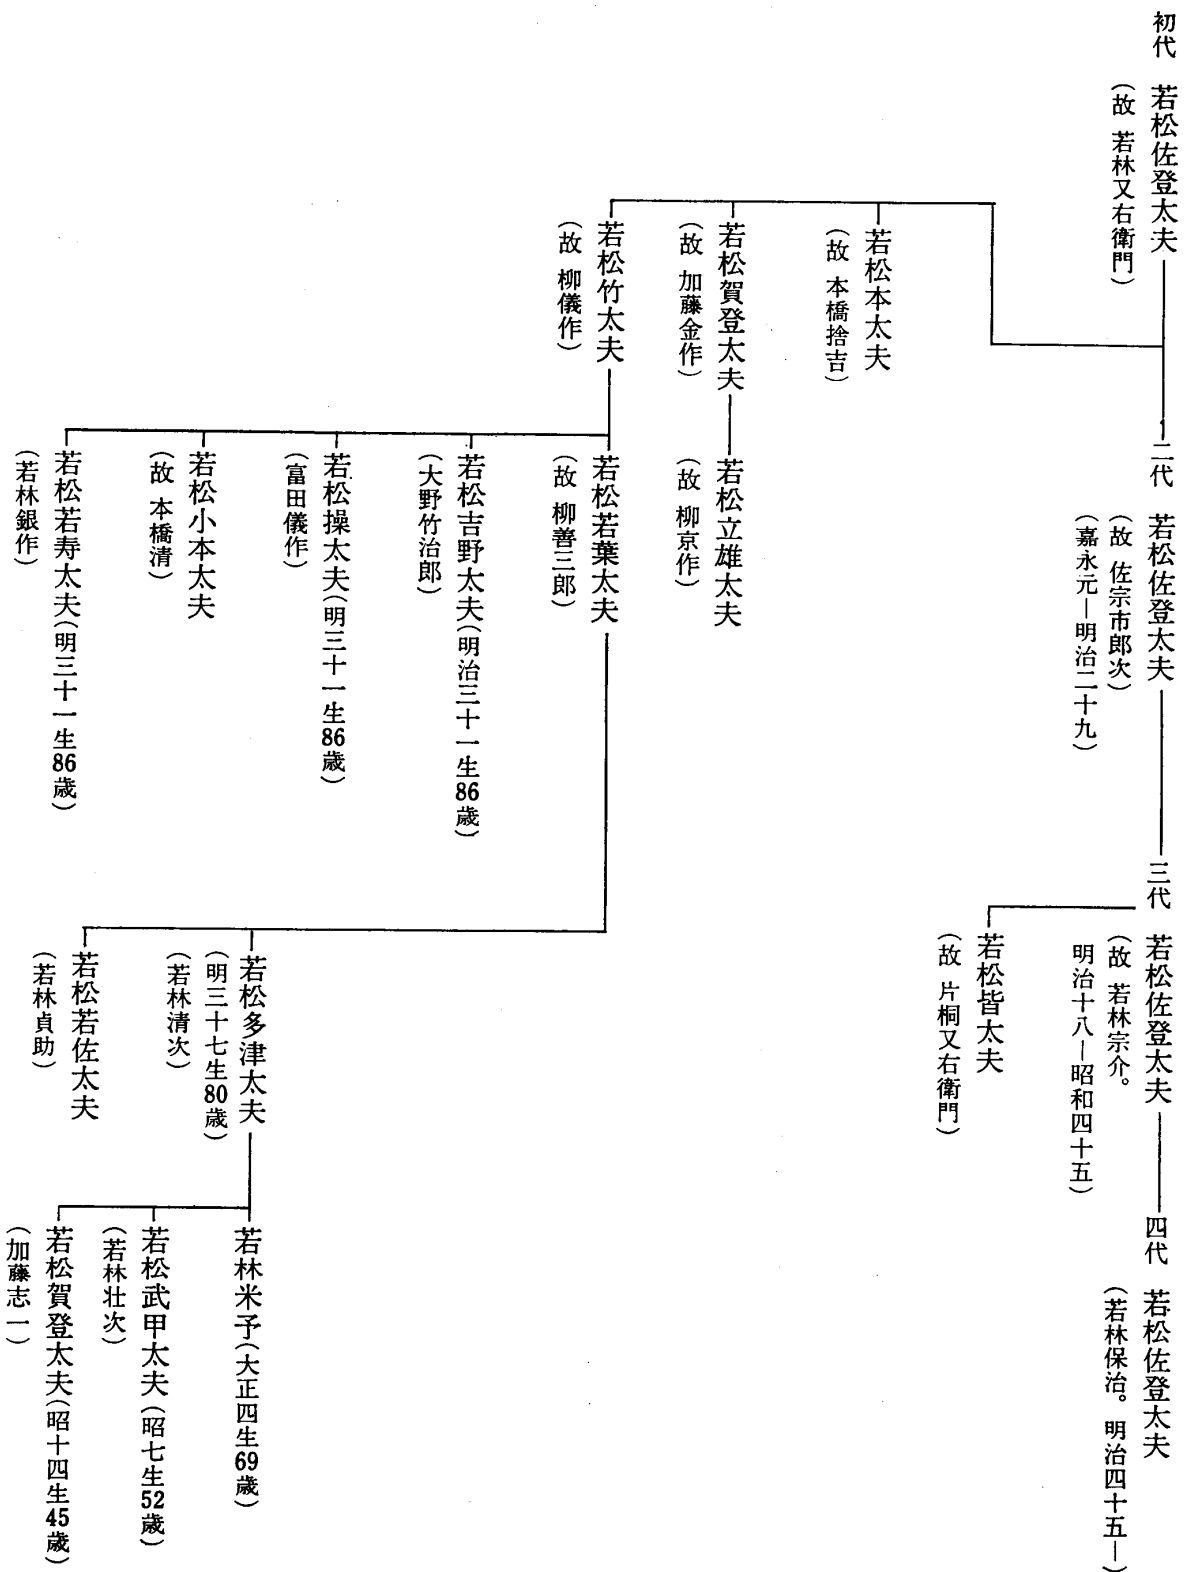 初代　若松佐登太夫
（故　若林又右衛門）
二代　若松佐登太夫
（故　佐宗市郎次）
（嘉永元―明治二十九）
三代　若松佐登太夫
（故　若林宗介。
明治十八―昭和四十五）
四代　若松佐登太夫
（若林保治。明治四十五―）
若松皆太夫
（故　片桐又右衛門）
若松本太夫
（故　本橋捨吉）
若松賀登太夫
（故　加藤金作）
若松立雄太夫
（故　柳京作）
若松竹太夫
（故　柳儀作）
若松若葉太夫
（故　柳善三郎）
若松吉野太夫（明治三十一生86歳）
（大野竹治郎）
若松操太夫（明三十一生86歳）
（富田儀作）
若松小本太夫
（故　本橋清）
若松若寿太夫（明三十一生86歳）
（若林銀作）
若松多津太夫
（明三十七生80歳）
（若林清次）
若松若佐太夫
（若林貞助）
若林米予（大正四生69歳）
若松武甲太夫（昭七生52歳）
（若林壮次）
若松賀登太夫（昭十四生45歳）
（加藤志一）